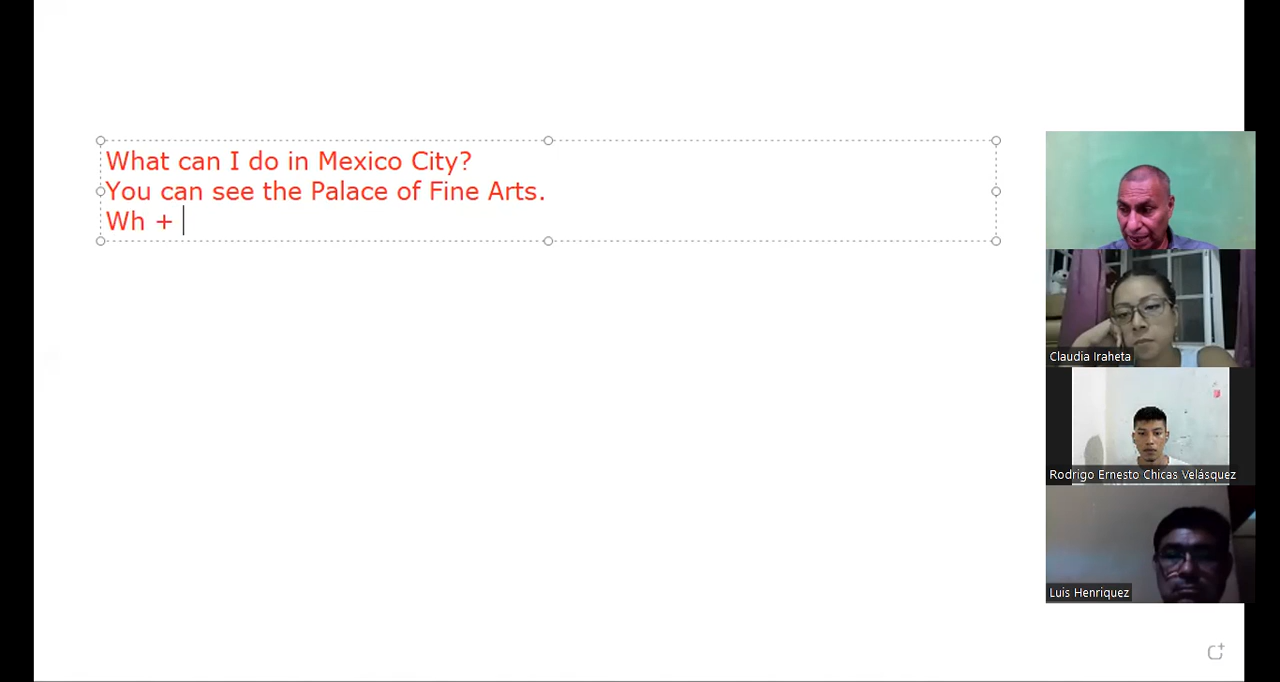 What can I do in Mexico City?
You can see the Palace of Fine Arts.
Wh +
Claudia Iraheta
Rodrigo Ernesto Chicas Velásquez
Luis Henriquez